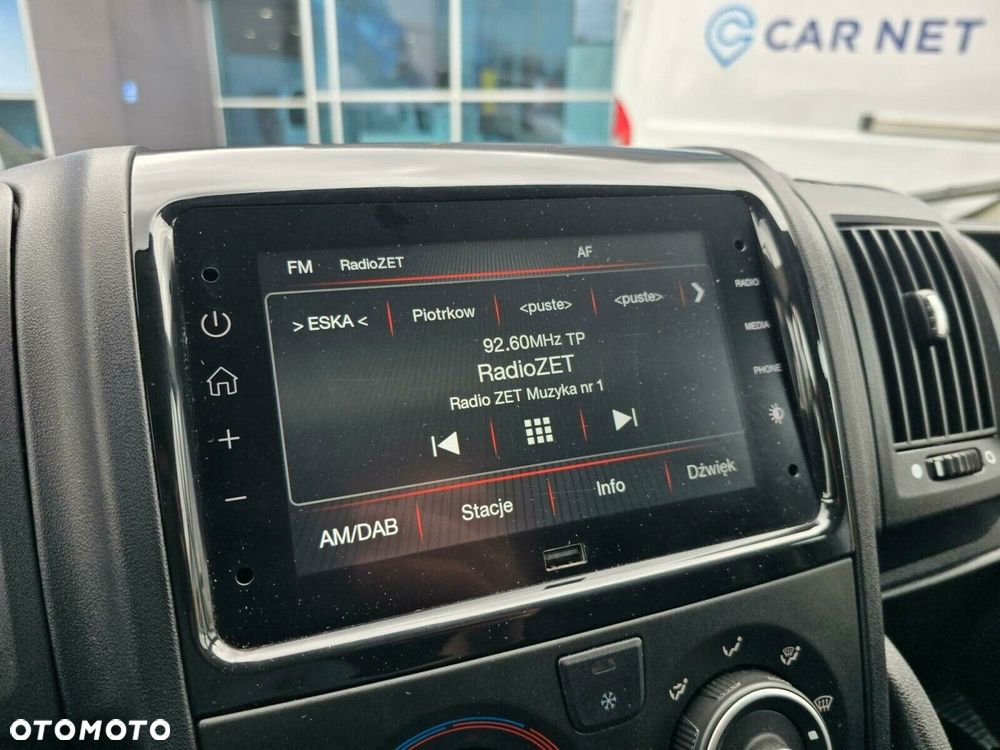 CAR NET
FM RadioZET AF
> ESKA < Piotrkow <puste> <puste>
92.60MHz TP
RadioZET
Radio ZET Muzyka nr 1
AM/DAB Stacje Info Dźwięk
RADIO
MEDIA
PHONE
OTOMOTO